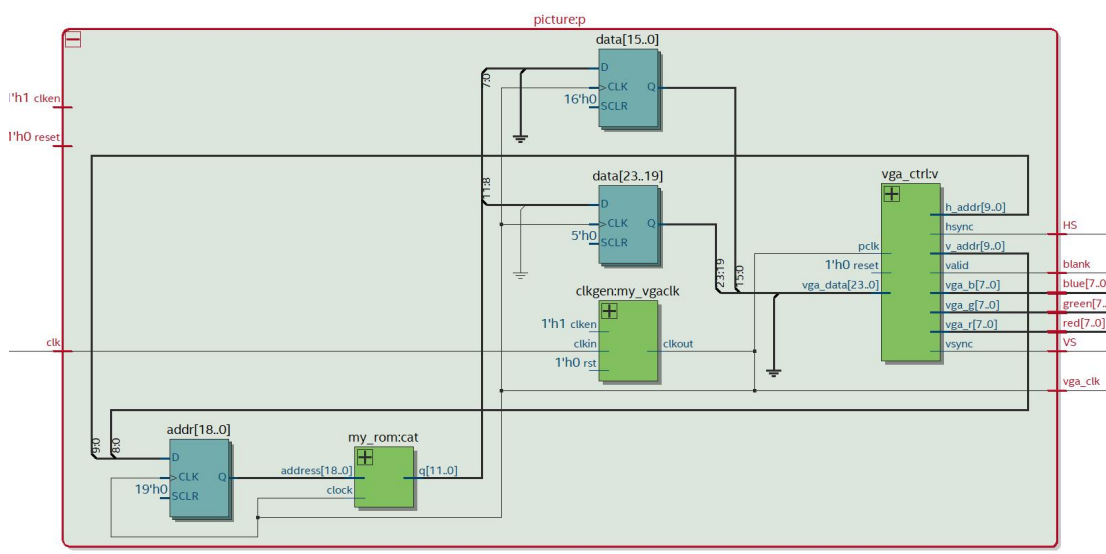 picture:p
data[15..0]
D
CLK
Q
16'h0
SCLR
7:0
1'h1 clken
1'h0 reset
data[23..19]
D
CLK
Q
5'h0
SCLR
11:8
23:19
15:0
vga_ctrl:v
h_addr[9..0]
hsync
pclk
v_addr[9..0]
1'h0 reset
valid
vga_data[23..0]
vga_b[7..0]
vga_g[7..0]
vga_r[7..0]
vsync
HS
blank
blue[7..0
green[7..
red[7..0]
VS
vga_clk
clkgen:my_vgaclk
1'h1 clken
clkin
clkout
1'h0 rst
clk
addr[18..0]
9:0
8:0
D
CLK
Q
19'h0
SCLR
my_rom:cat
address[18..0]
q[11..0]
clock